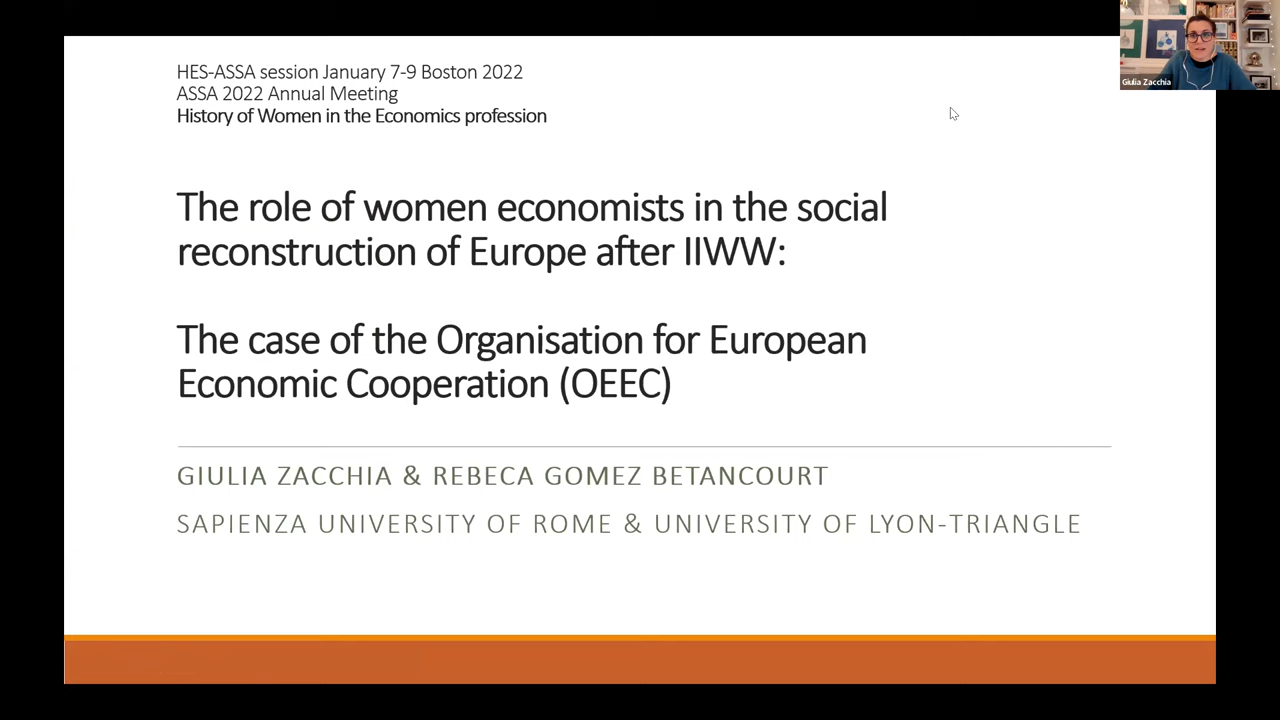 HES-ASSA session January 7-9 Boston 2022
ASSA 2022 Annual Meeting
History of Women in the Economics profession
The role of women economists in the social
reconstruction of Europe after IIWW:
The case of the Organisation for European
Economic Cooperation (OEEC)
GIULIA ZACCHIA & REBECA GOMEZ BETANCOURT
SAPIENZA UNIVERSITY OF ROME & UNIVERSITY OF LYON-TRIANGLE
Giulia Zacchia